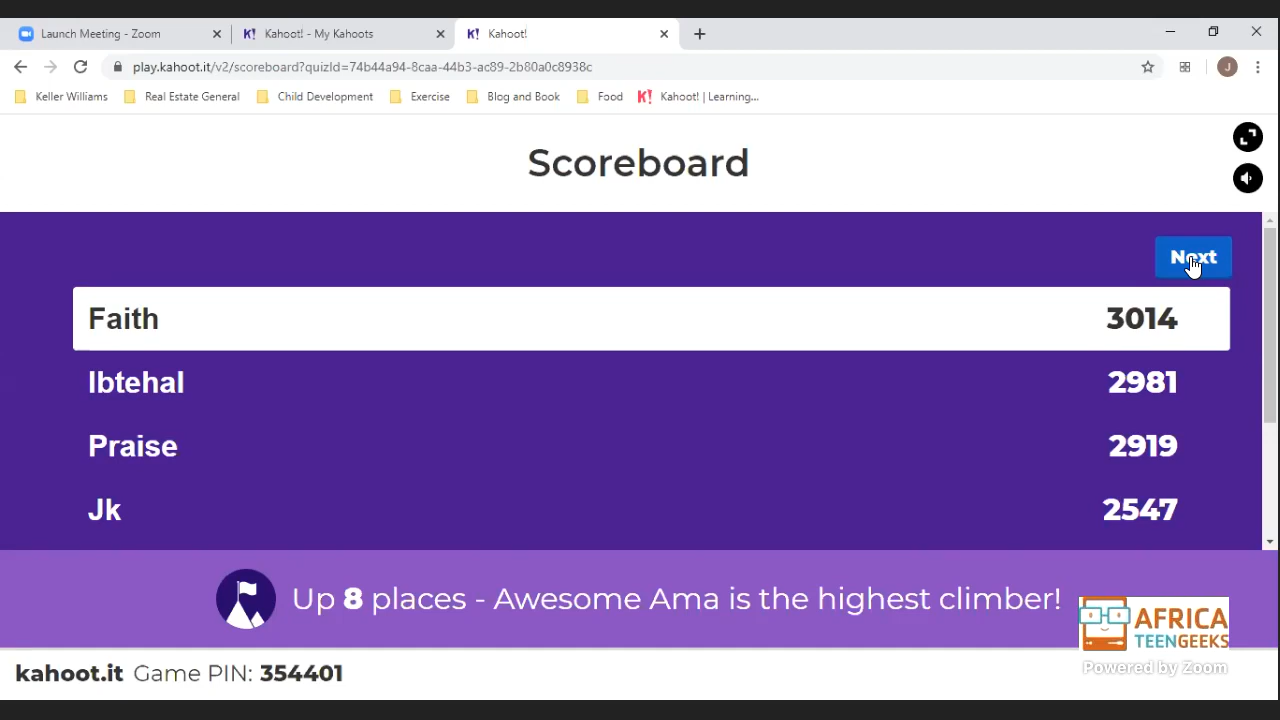 Launch Meeting - Zoom
K! Kahoot! - My Kahoots
K! Kahoot!
play.kahoot.it/v2/scoreboard?quizId=74b44a94-8caa-44b3-ac89-2b80a0c8938c
J
Keller Williams
Real Estate General
Child Development
Exercise
Blog and Book
Food
K! Kahoot! | Learning...
Scoreboard
Next
Faith 3014
Ibtehal 2981
Praise 2919
Jk 2547
Up 8 places - Awesome Ama is the highest climber!
AFRICA
TEENGEEKS
Powered by Zoom
kahoot.it Game PIN: 354401